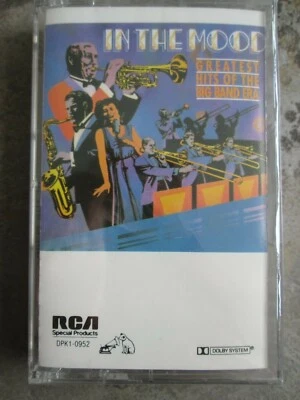 IN THE MOOD
GREATEST
HITS OF THE
BIG BAND ERA
RCA
Special Products
DPK1-0952
DOLBY SYSTEM